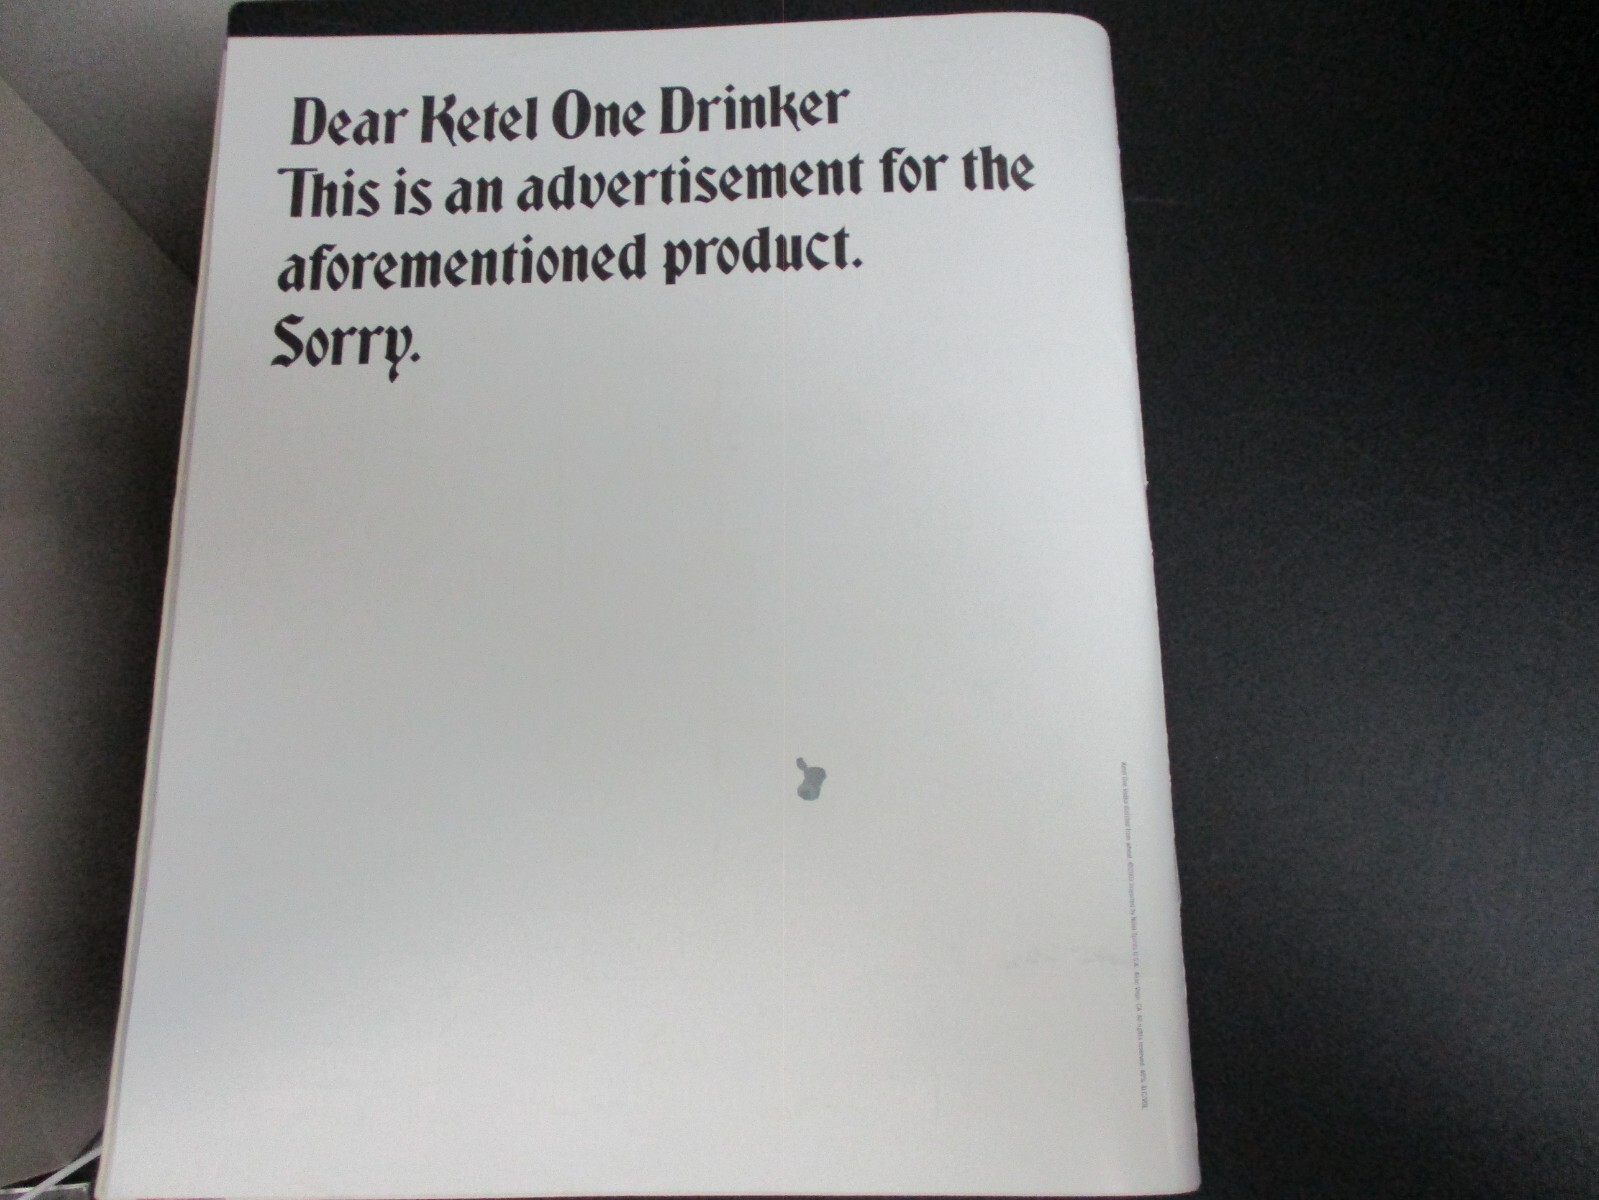 Dear Ketel One Drinker
This is an advertisement for the
aforementioned product.
Sorry.